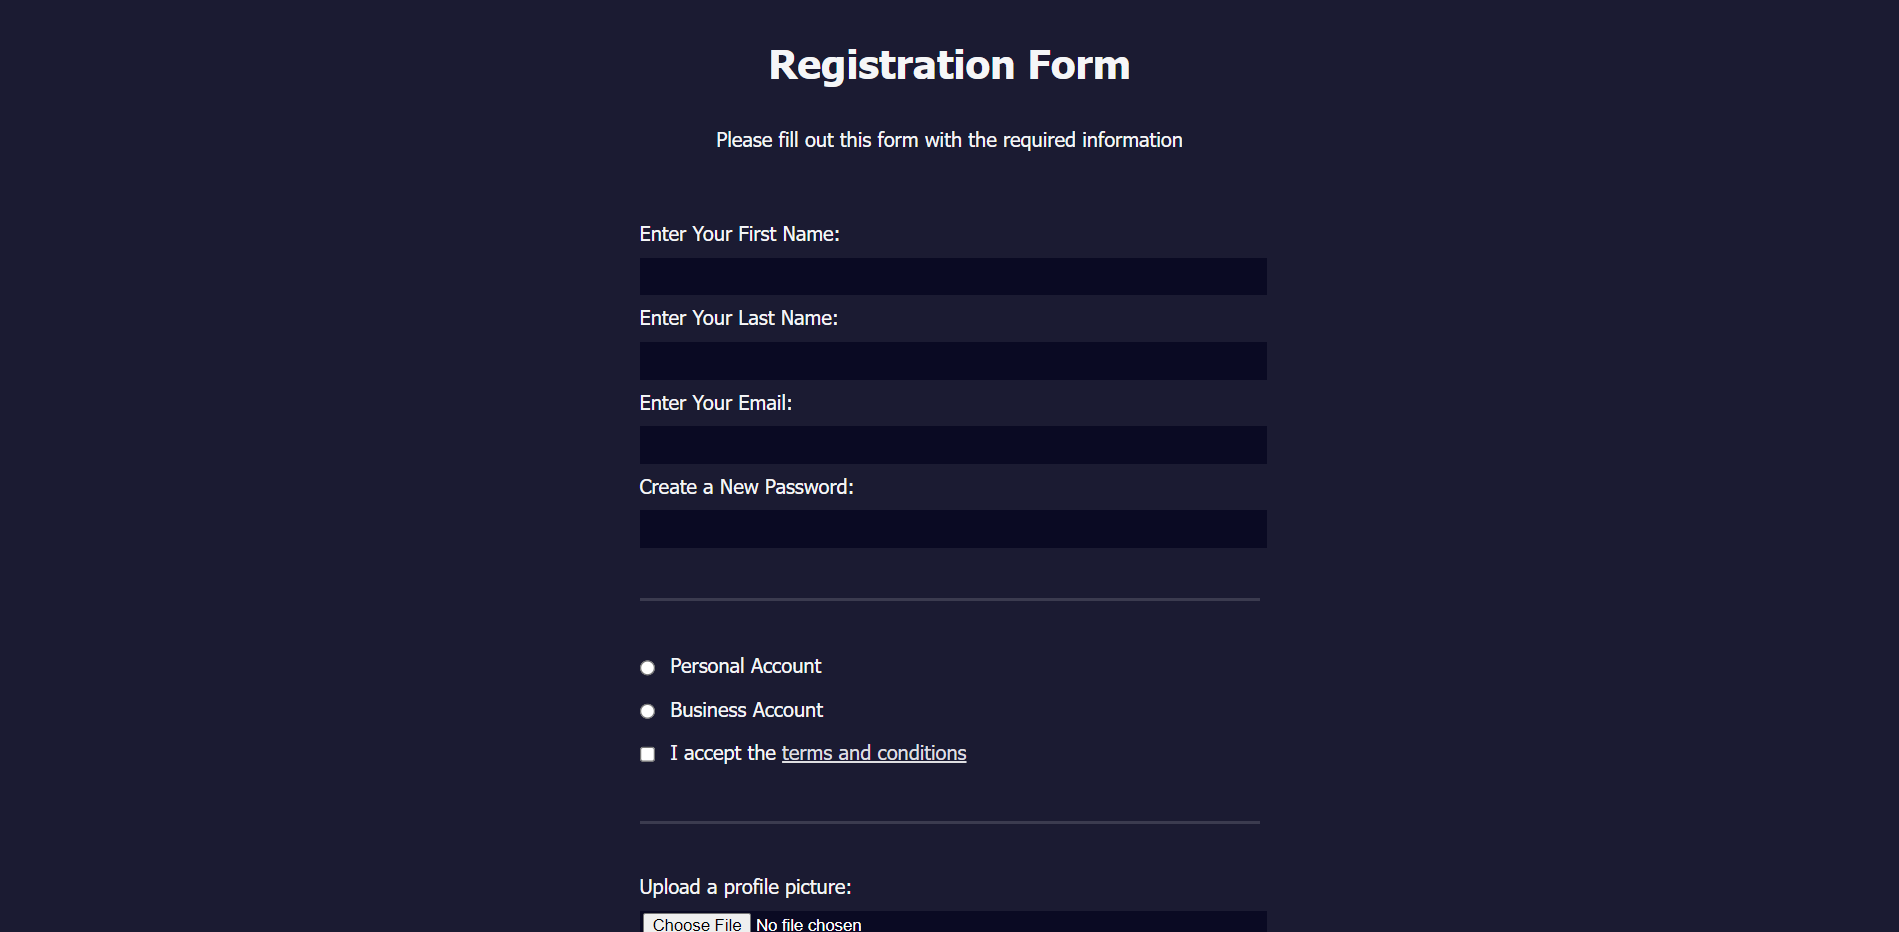 Registration Form
Please fill out this form with the required information
Enter Your First Name:
Enter Your Last Name:
Enter Your Email:
Create a New Password:
Personal Account
Business Account
I accept the terms and conditions
Upload a profile picture:
Choose File No file chosen